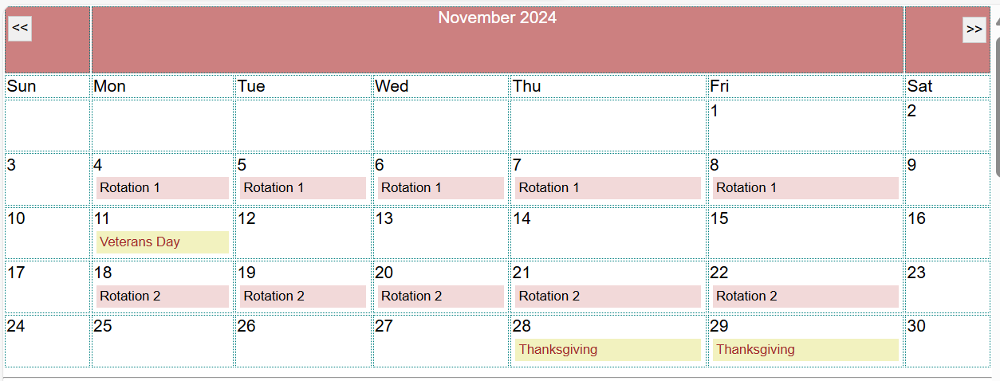 November 2024
<< >>
Sun Mon Tue Wed Thu Fri Sat
1 2
3 4 5 6 7 8 9
Rotation 1 Rotation 1 Rotation 1 Rotation 1 Rotation 1
10 11 12 13 14 15 16
Veterans Day
17 18 19 20 21 22 23
Rotation 2 Rotation 2 Rotation 2 Rotation 2 Rotation 2
24 25 26 27 28 29 30
Thanksgiving Thanksgiving